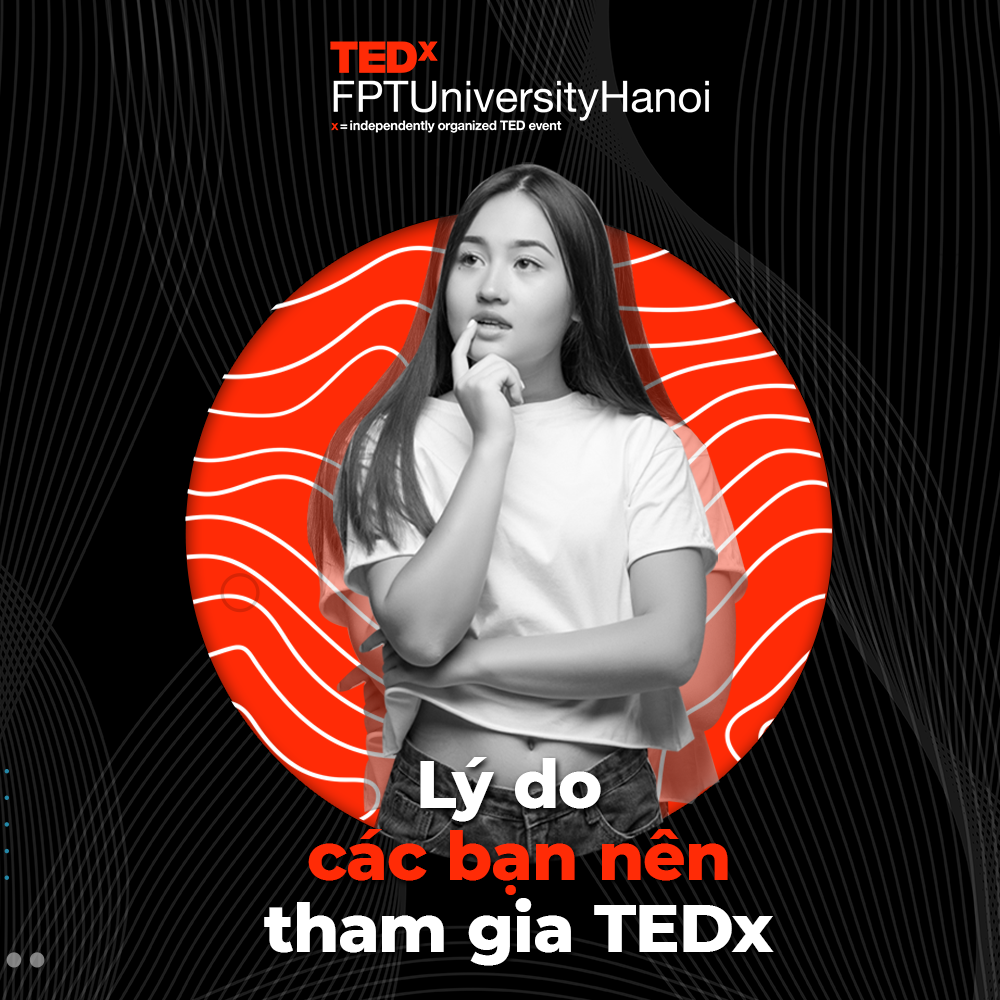 TEDx
FPTUniversityHanoi
x = independently organized TED event
Lý do
các bạn nên
tham gia TEDx